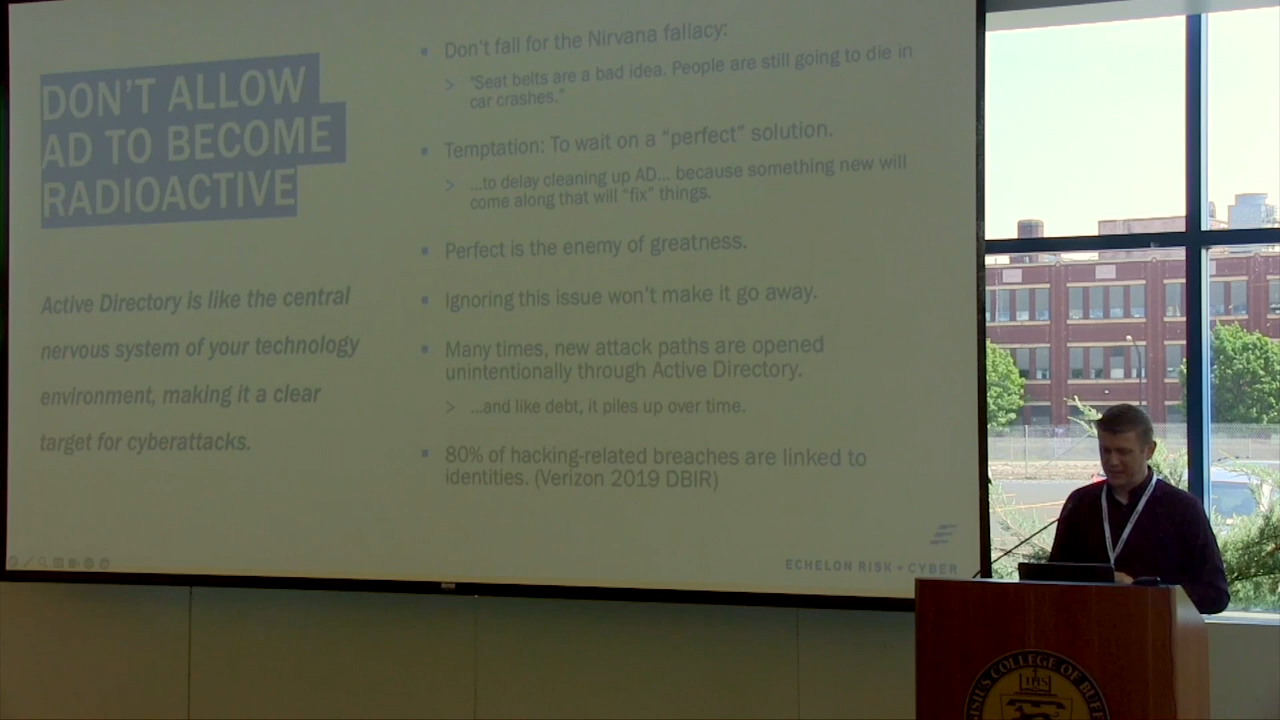 DON'T ALLOW
AD TO BECOME
RADIOACTIVE
Active Directory is like the central
nervous system of your technology
environment, making it a clear
target for cyberattacks.
▪ Don't fall for the Nirvana fallacy:
> "Seat belts are a bad idea. People are still going to die in
car crashes."
▪ Temptation: To wait on a "perfect" solution.
> ...to delay cleaning up AD... because something new will
come along that will "fix" things.
▪ Perfect is the enemy of greatness.
▪ Ignoring this issue won't make it go away.
▪ Many times, new attack paths are opened
unintentionally through Active Directory.
> ...and like debt, it piles up over time.
▪ 80% of hacking-related breaches are linked to
identities. (Verizon 2019 DBIR)
ECHELON RISK + CYBER
COLLEGE OF
IHS